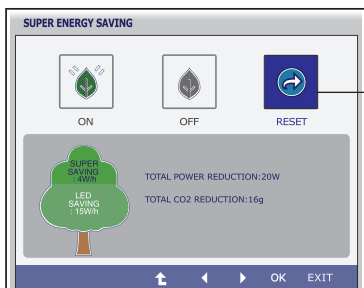 SUPER ENERGY SAVING
ON
OFF
RESET
SUPER
SAVING
: 4W/h
LED
SAVING
: 15W/h
TOTAL POWER REDUCTION:20W
TOTAL CO2 REDUCTION:16g
OK EXIT